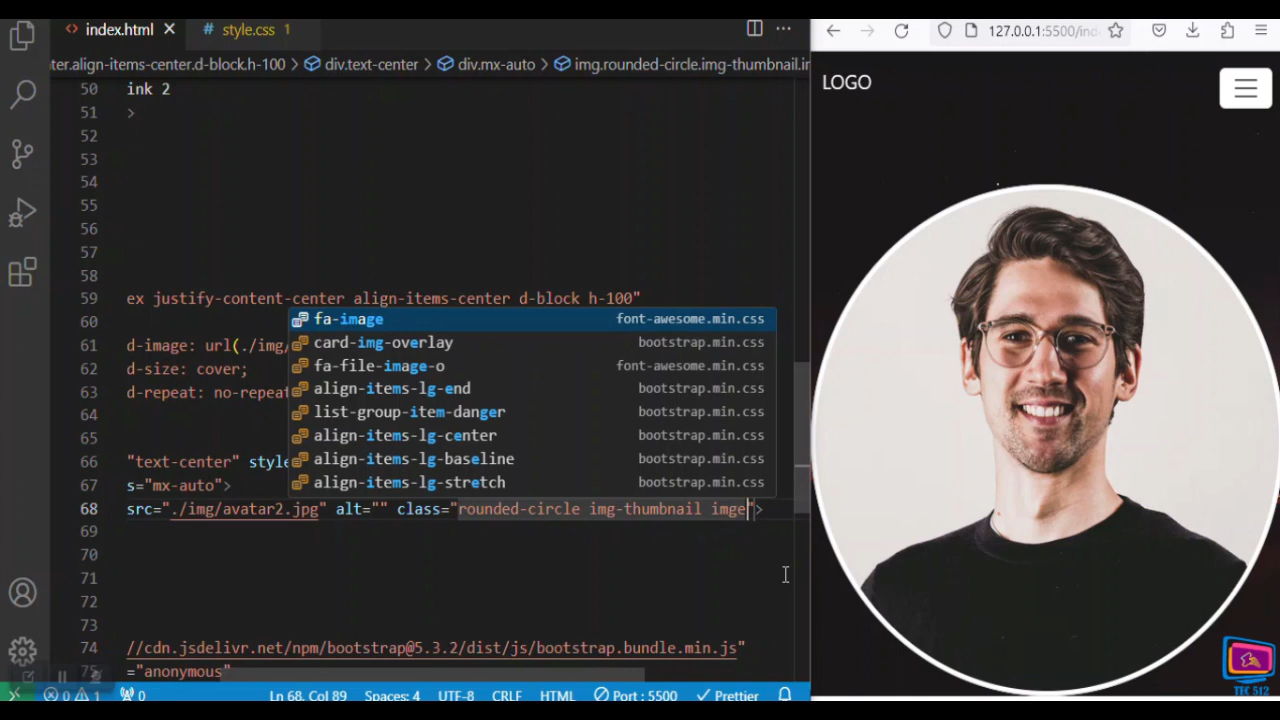 index.html
# style.css 1
127.0.0.1:5500/ind
ter.align-items-center.d-block.h-100 > div.text-center > div.mx-auto > img.rounded-circle.img-thumbnail.in
LOGO
50 ink 2
51 >
52
53
54
55
56
57
58
59 ex justify-content-center align-items-center d-block h-100"
60
fa-image font-awesome.min.css
61 d-image: url(./img/
card-img-overlay bootstrap.min.css
62 d-size: cover;
fa-file-image-o font-awesome.min.css
63 d-repeat: no-repeat
align-items-lg-end bootstrap.min.css
64
list-group-item-danger bootstrap.min.css
65
align-items-lg-center bootstrap.min.css
66 "text-center" style
align-items-lg-baseline bootstrap.min.css
67 s="mx-auto">
align-items-lg-stretch bootstrap.min.css
68 src="./img/avatar2.jpg" alt="" class="rounded-circle img-thumbnail imge">
69
70
71
72
73
74 //cdn.jsdelivr.net/npm/bootstrap@5.3.2/dist/js/bootstrap.bundle.min.js"
75 ="anonymous"
0 1 0 Ln 68, Col 89 Spaces: 4 UTF-8 CRLF HTML Port : 5500 Prettier
TEC 512